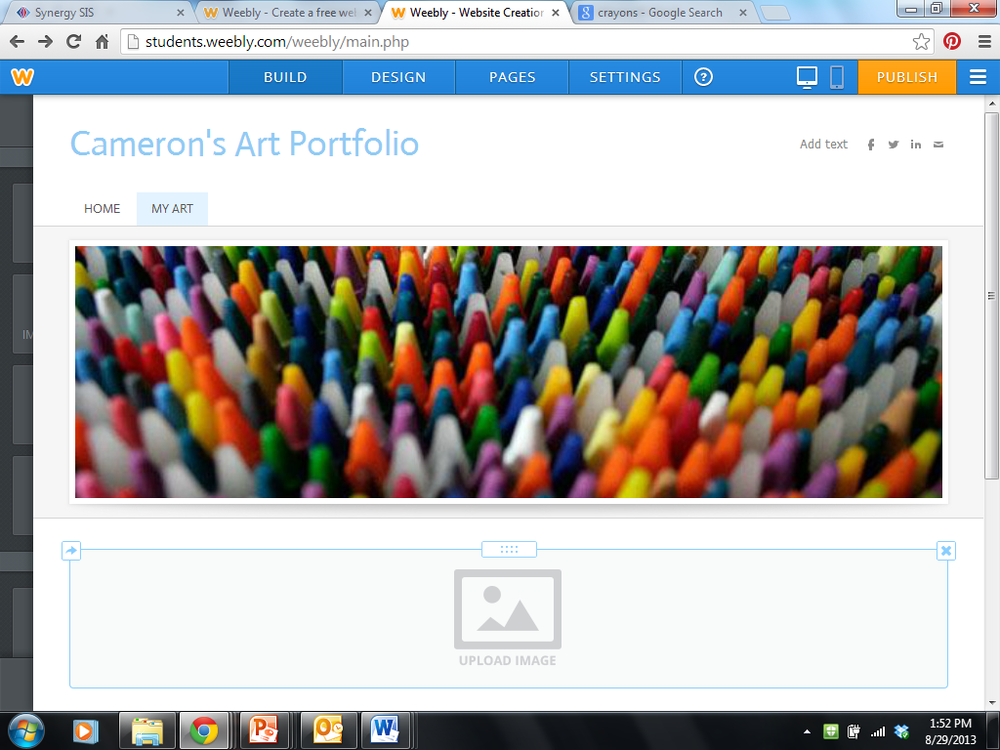 Synergy SIS
Weebly - Create a free wel
Weebly - Website Creation
crayons - Google Search
students.weebly.com/weebly/main.php
BUILD
DESIGN
PAGES
SETTINGS
?
PUBLISH
Cameron's Art Portfolio
Add text
HOME
MY ART
IM
UPLOAD IMAGE
1:52 PM
8/29/2013